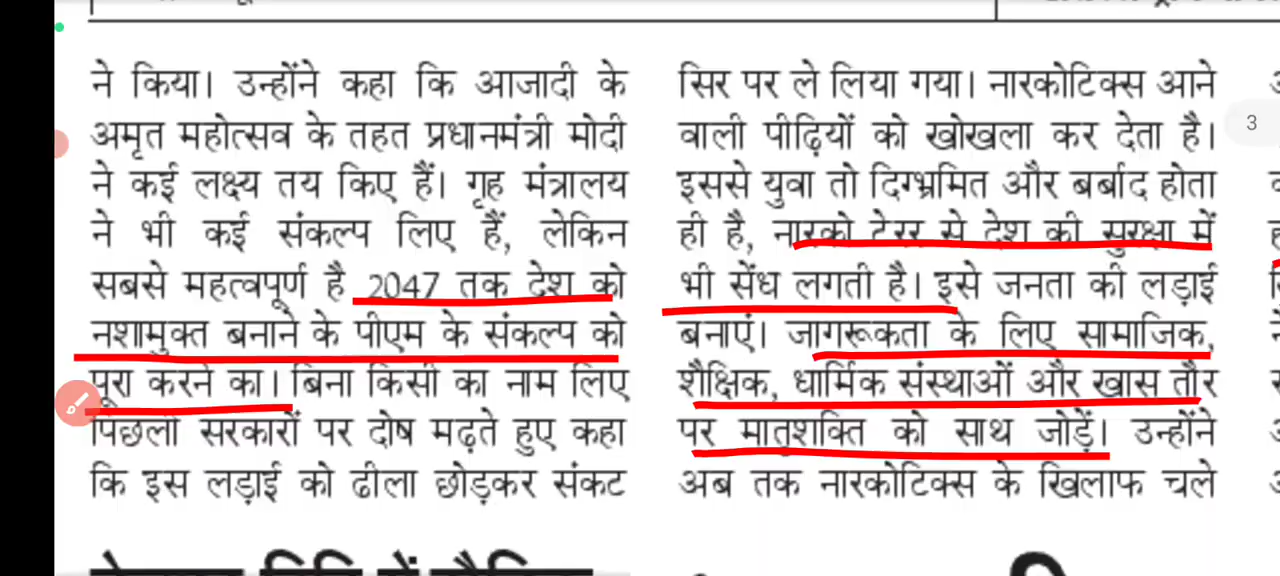 ने किया। उन्होंने कहा कि आजादी के
अमृत महोत्सव के तहत प्रधानमंत्री मोदी
ने कई लक्ष्य तय किए हैं। गृह मंत्रालय
ने भी कई संकल्प लिए हैं, लेकिन
सबसे महत्वपूर्ण है 2047 तक देश को
नशामुक्त बनाने के पीएम के संकल्प को
पूरा करने का। बिना किसी का नाम लिए
पिछली सरकारों पर दोष मढ़ते हुए कहा
कि इस लड़ाई को ढीला छोड़कर संकट
सिर पर ले लिया गया। नारकोटिक्स आने
वाली पीढ़ियों को खोखला कर देता है।
इससे युवा तो दिग्भ्रमित और बर्बाद होता
ही है, नारको टेरर से देश की सुरक्षा में
भी सेंध लगती है। इसे जनता की लड़ाई
बनाएं। जागरूकता के लिए सामाजिक,
शैक्षिक, धार्मिक संस्थाओं और खास तौर
पर मातृशक्ति को साथ जोड़ें। उन्होंने
अब तक नारकोटिक्स के खिलाफ चले
3